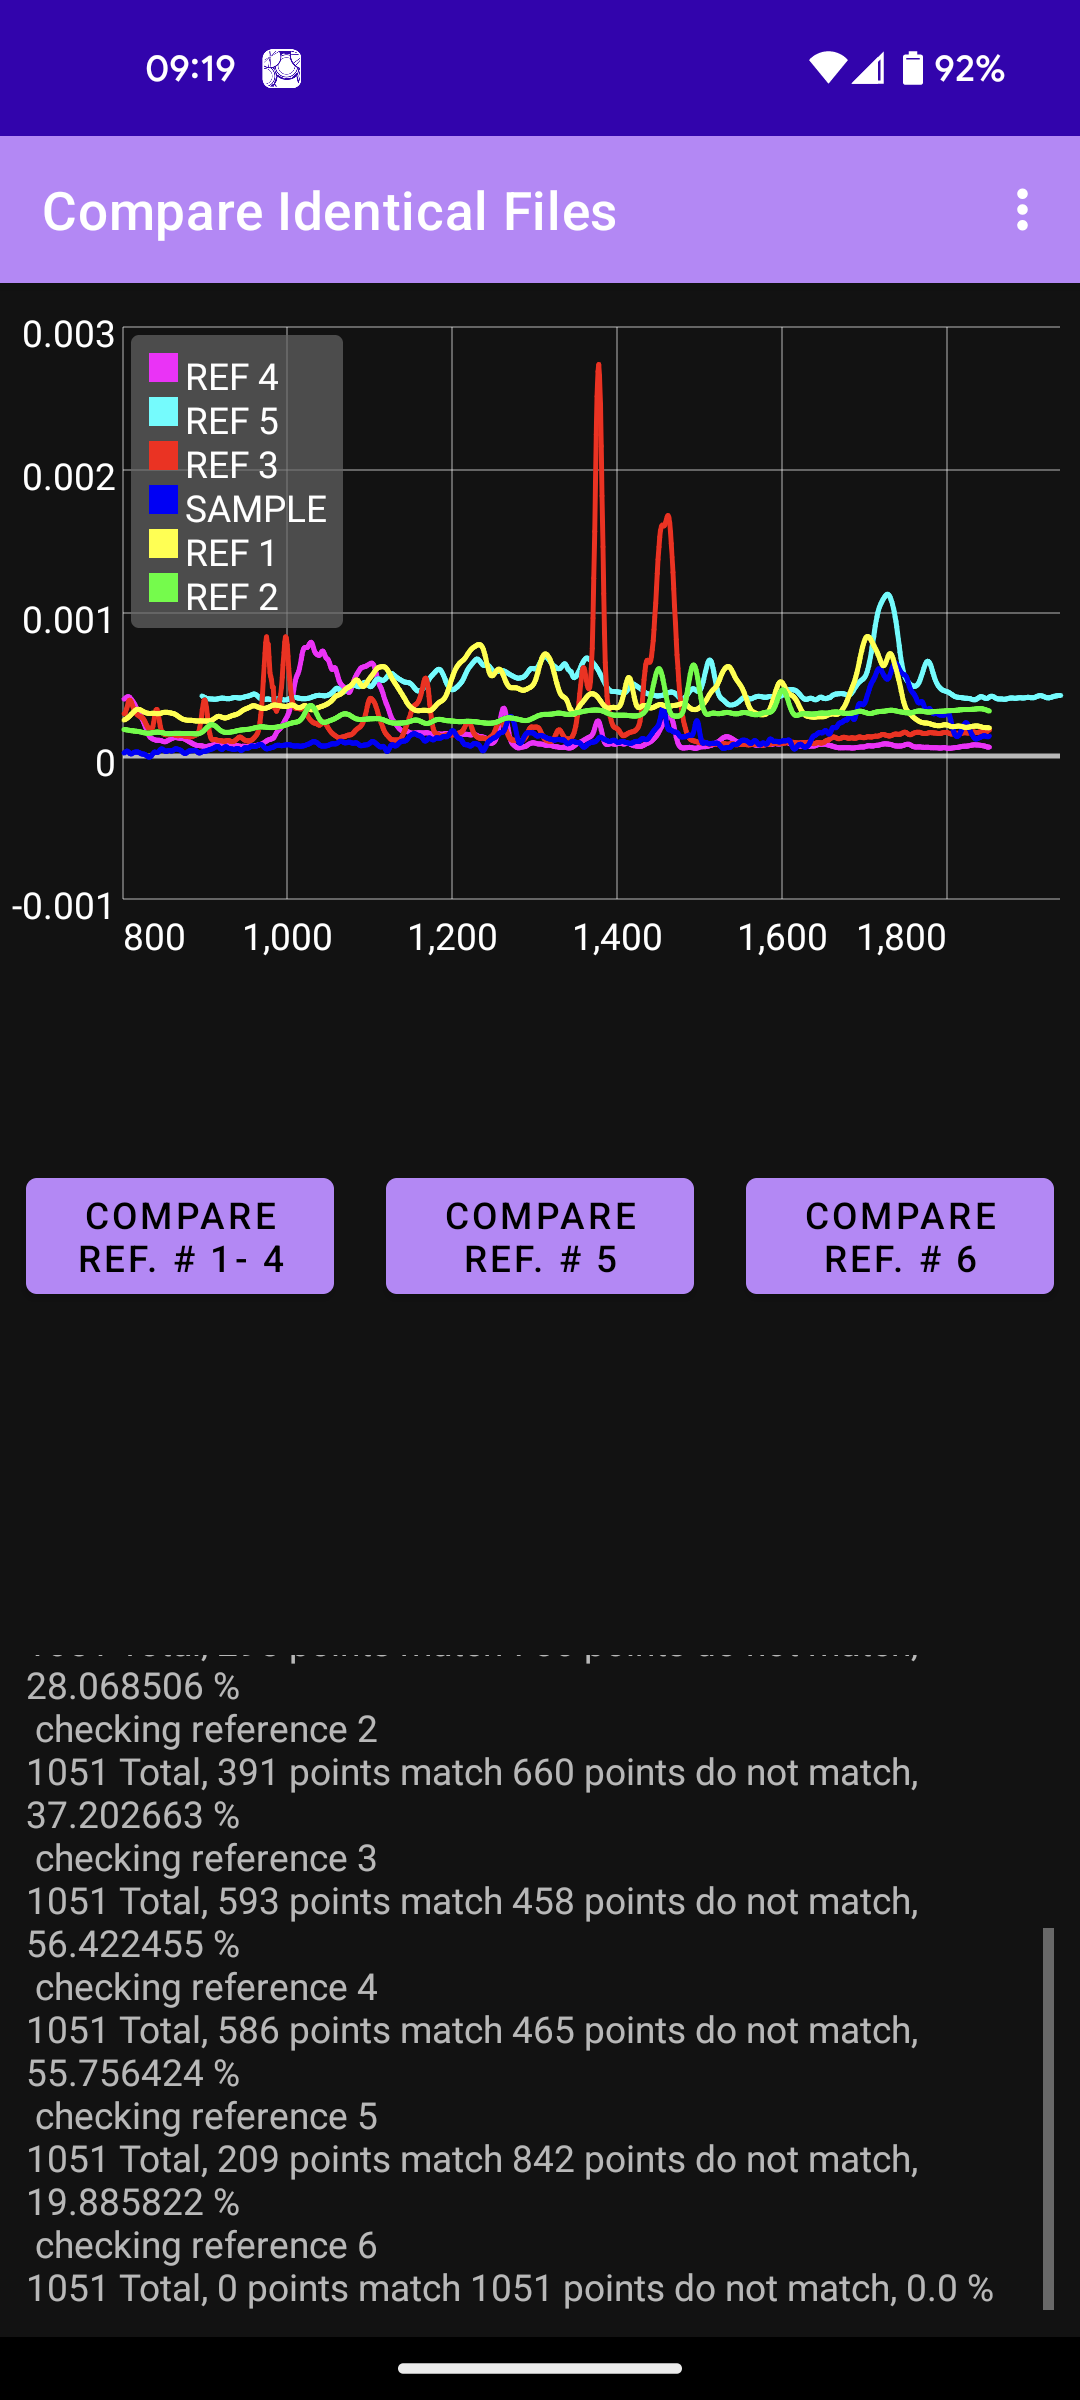 09:19
92%
Compare Identical Files
0.003
REF 4
REF 5
REF 3
SAMPLE
REF 1
REF 2
0.002
0.001
0
-0.001
800 1,000 1,200 1,400 1,600 1,800
COMPARE
REF. # 1- 4
COMPARE
REF. # 5
COMPARE
REF. # 6
28.068506 %
checking reference 2
1051 Total, 391 points match 660 points do not match,
37.202663 %
checking reference 3
1051 Total, 593 points match 458 points do not match,
56.422455 %
checking reference 4
1051 Total, 586 points match 465 points do not match,
55.756424 %
checking reference 5
1051 Total, 209 points match 842 points do not match,
19.885822 %
checking reference 6
1051 Total, 0 points match 1051 points do not match, 0.0 %